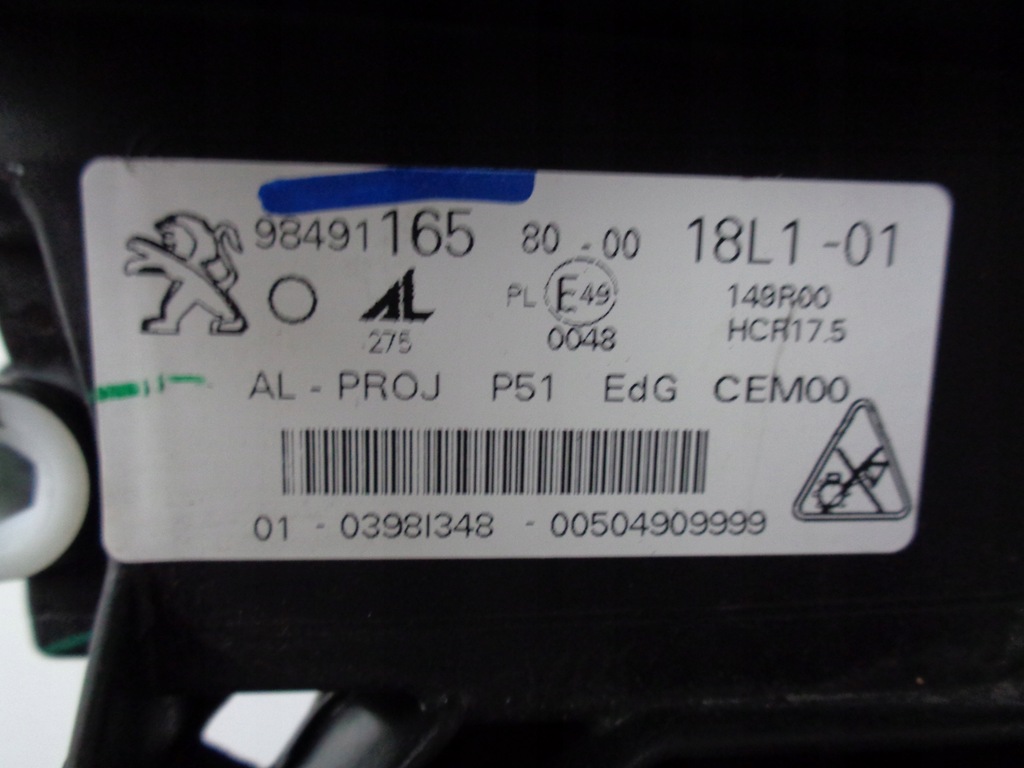 98491165 80-00 18L1-01
AL PL E49 149R00
275 0048 HCR17.5
AL-PROJ P51 EdG CEM00
01-03981348-00504909999